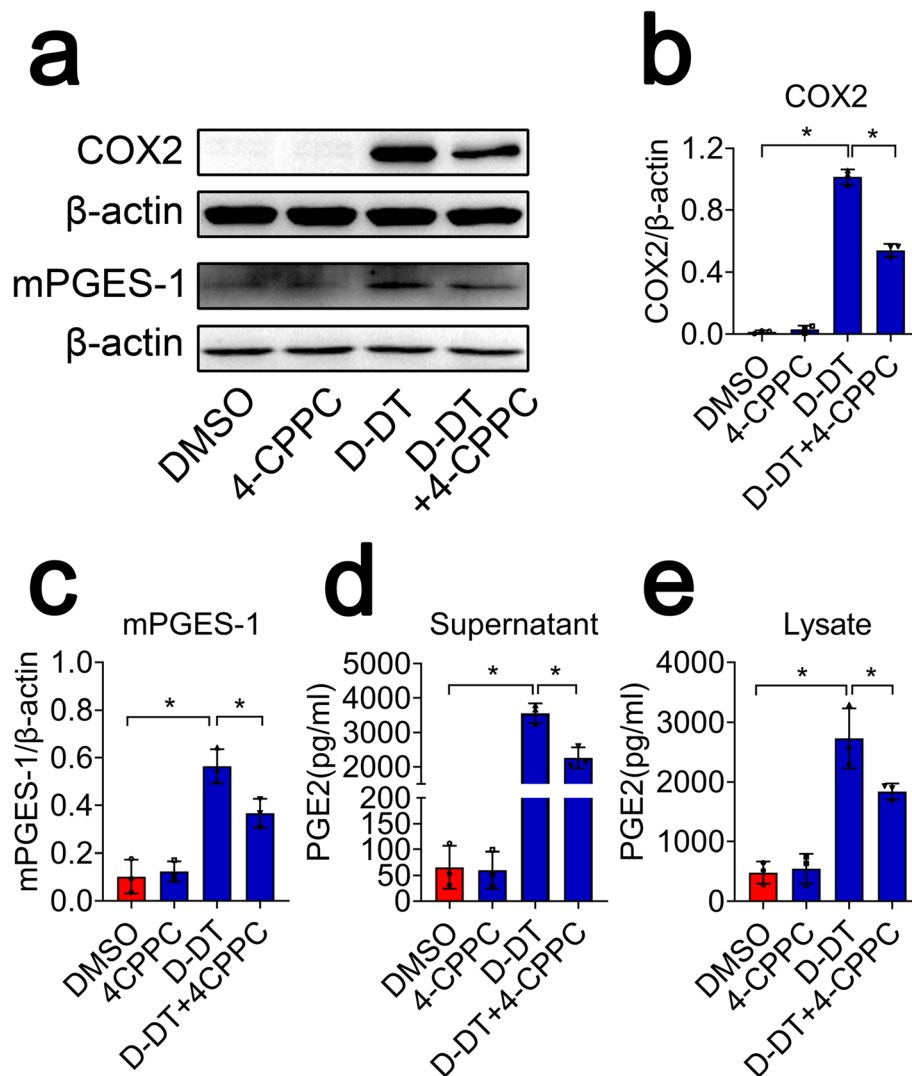 a
COX2
β-actin
mPGES-1
β-actin
DMSO
4-CPPC
D-DT
D-DT
+4-CPPC
b
COX2
* *
COX2/β-actin
1.2
0.8
0.4
0.0
DMSO
4-CPPC
D-DT
D-DT+4-CPPC
c
mPGES-1
mPGES-1/β-actin
1.0
0.8
0.6
0.4
0.2
0.0
* *
DMSO
4CPPC
D-DT
D-DT+4CPPC
d
Supernatant
PGE2(pg/ml)
5000
4000
3000
2000
200
150
100
50
0
* *
DMSO
4-CPPC
D-DT
D-DT+4-CPPC
e
Lysate
PGE2(pg/ml)
4000
3000
2000
1000
0
* *
DMSO
4-CPPC
D-DT
D-DT+4-CPPC